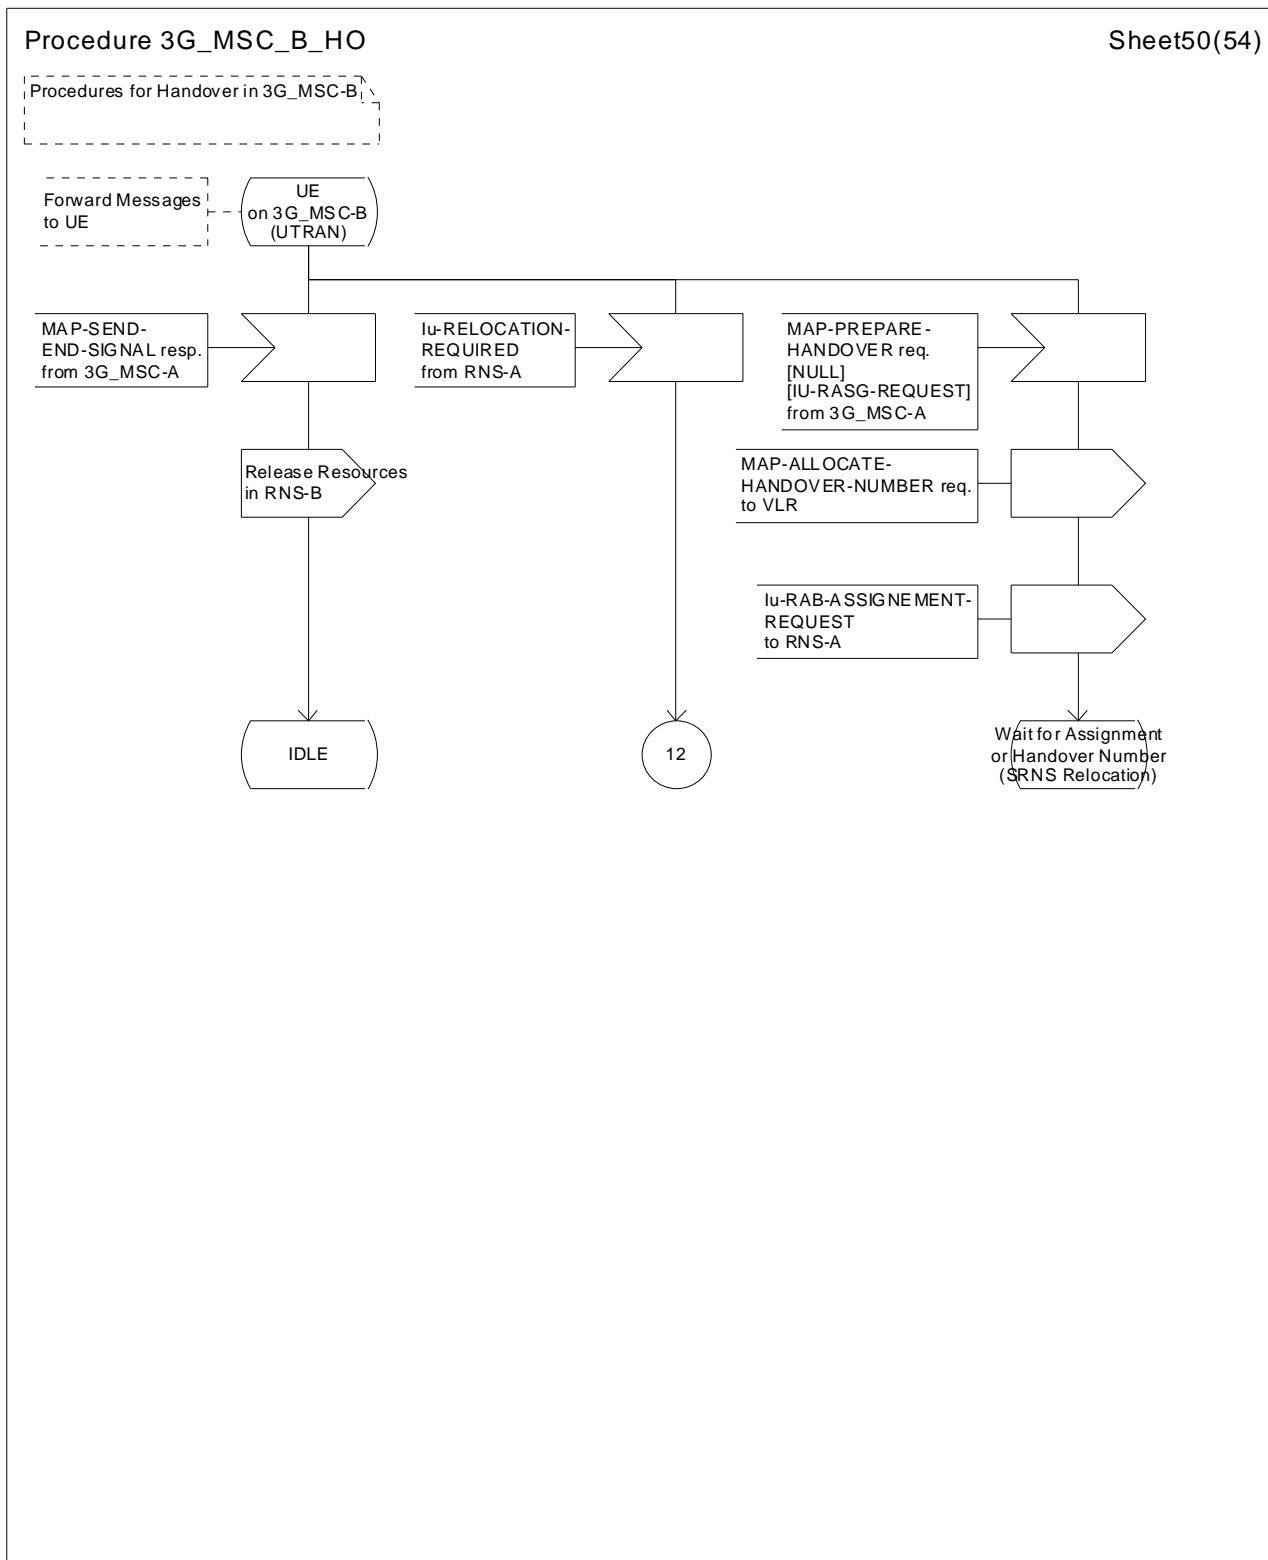 Procedure 3G_MSC_B_HO
Sheet50(54)
Procedures for Handover in 3G_MSC-B
Forward Messages
to UE
UE
on 3G_MSC-B
(UTRAN)
MAP-SEND-
END-SIGNAL resp.
from 3G_MSC-A
Iu-RELOCATION-
REQUIRED
from RNS-A
MAP-PREPARE-
HANDOVER req.
[NULL]
[IU-RASG-REQUEST]
from 3G_MSC-A
Release Resources
in RNS-B
MAP-ALLOCATE-
HANDOVER-NUMBER req.
to VLR
Iu-RAB-ASSIGNEMENT-
REQUEST
to RNS-A
IDLE
12
Wait for Assignment
or Handover Number
(SRNS Relocation)